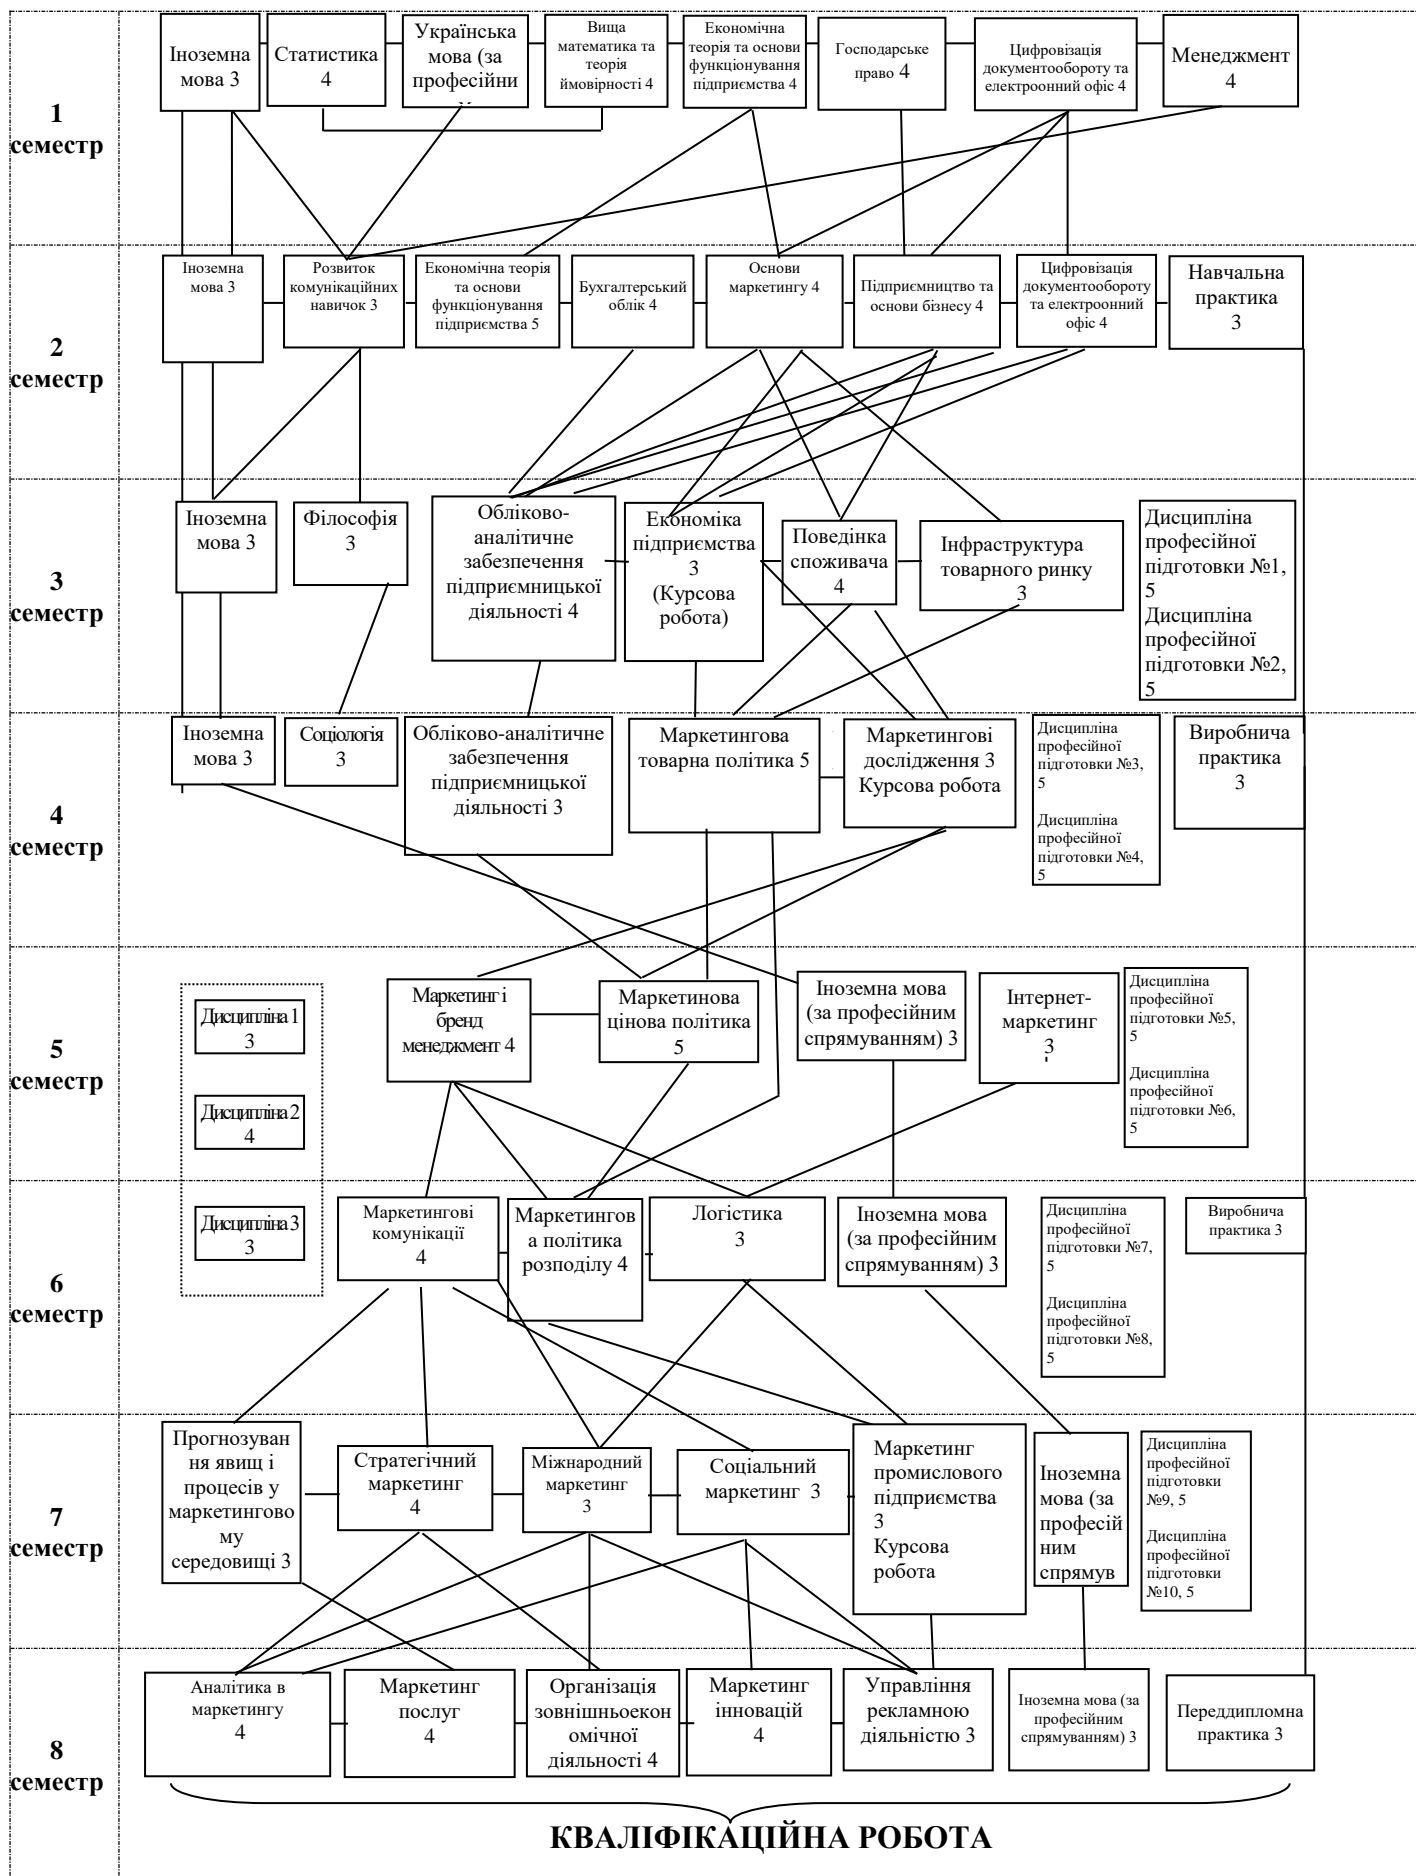 1
семестр
Іноземна
мова 3
Статистика
4
Українська
мова (за
професійни
Вища
математика та
теорія
ймовірності 4
Економічна
теорія та основи
функціонування
підприємства 4
Господарське
право 4
Цифровізація
документообороту та
електроонний офіс 4
Менеджмент
4
2
семестр
Іноземна
мова 3
Розвиток
комунікаційних
навичок 3
Економічна теорія
та основи
функціонування
підприємства 5
Бухгалтерський
облік 4
Основи
маркетингу 4
Підприємництво та
основи бізнесу 4
Цифровізація
документообороту
та електроонний
офіс 4
Навчальна
практика
3
3
семестр
Іноземна
мова 3
Філософія
3
Обліково-
аналітичне
забезпечення
підприємницької
діяльності 4
Економіка
підприємства
3
(Курсова
робота)
Поведінка
споживача
4
Інфраструктура
товарного ринку
3
Дисципліна
професійної
підготовки №1,
5
Дисципліна
професійної
підготовки №2,
5
4
семестр
Іноземна
мова 3
Соціологія
3
Обліково-аналітичне
забезпечення
підприємницької
діяльності 3
Маркетингова
товарна політика 5
Маркетингові
дослідження 3
Курсова робота
Дисципліна
професійної
підготовки №3,
5
Дисципліна
професійної
підготовки №4,
5
Виробнича
практика
3
5
семестр
Дисципліна 1
3
Дисципліна 2
4
Маркетинг і
бренд
менеджмент 4
Маркетинова
цінова політика
5
Іноземна мова
(за професійним
спрямуванням) 3
Інтернет-
маркетинг
3
Дисципліна
професійної
підготовки №5,
5
Дисципліна
професійної
підготовки №6,
5
6
семестр
Дисципліна 3
3
Маркетингові
комунікації
4
Маркетингов
а політика
розподілу 4
Логістика
3
Іноземна мова
(за професійним
спрямуванням) 3
Дисципліна
професійної
підготовки №7,
5
Дисципліна
професійної
підготовки №8,
5
Виробнича
практика 3
7
семестр
Прогнозуван
ня явищ і
процесів у
маркетингово
му
середовищі 3
Стратегічний
маркетинг
4
Міжнародний
маркетинг
3
Соціальний
маркетинг 3
Маркетинг
промислового
підприємства
3
Курсова
робота
Іноземна
мова (за
професій
ним
спрямув
Дисципліна
професійної
підготовки
№9, 5
Дисципліна
професійної
підготовки
№10, 5
8
семестр
Аналітика в
маркетингу
4
Маркетинг
послуг
4
Організація
зовнішньоекон
омічної
діяльності 4
Маркетинг
інновацій
4
Управління
рекламною
діяльністю 3
Іноземна мова (за
професійним
спрямуванням) 3
Переддипломна
практика 3
КВАЛІФІКАЦІЙНА РОБОТА